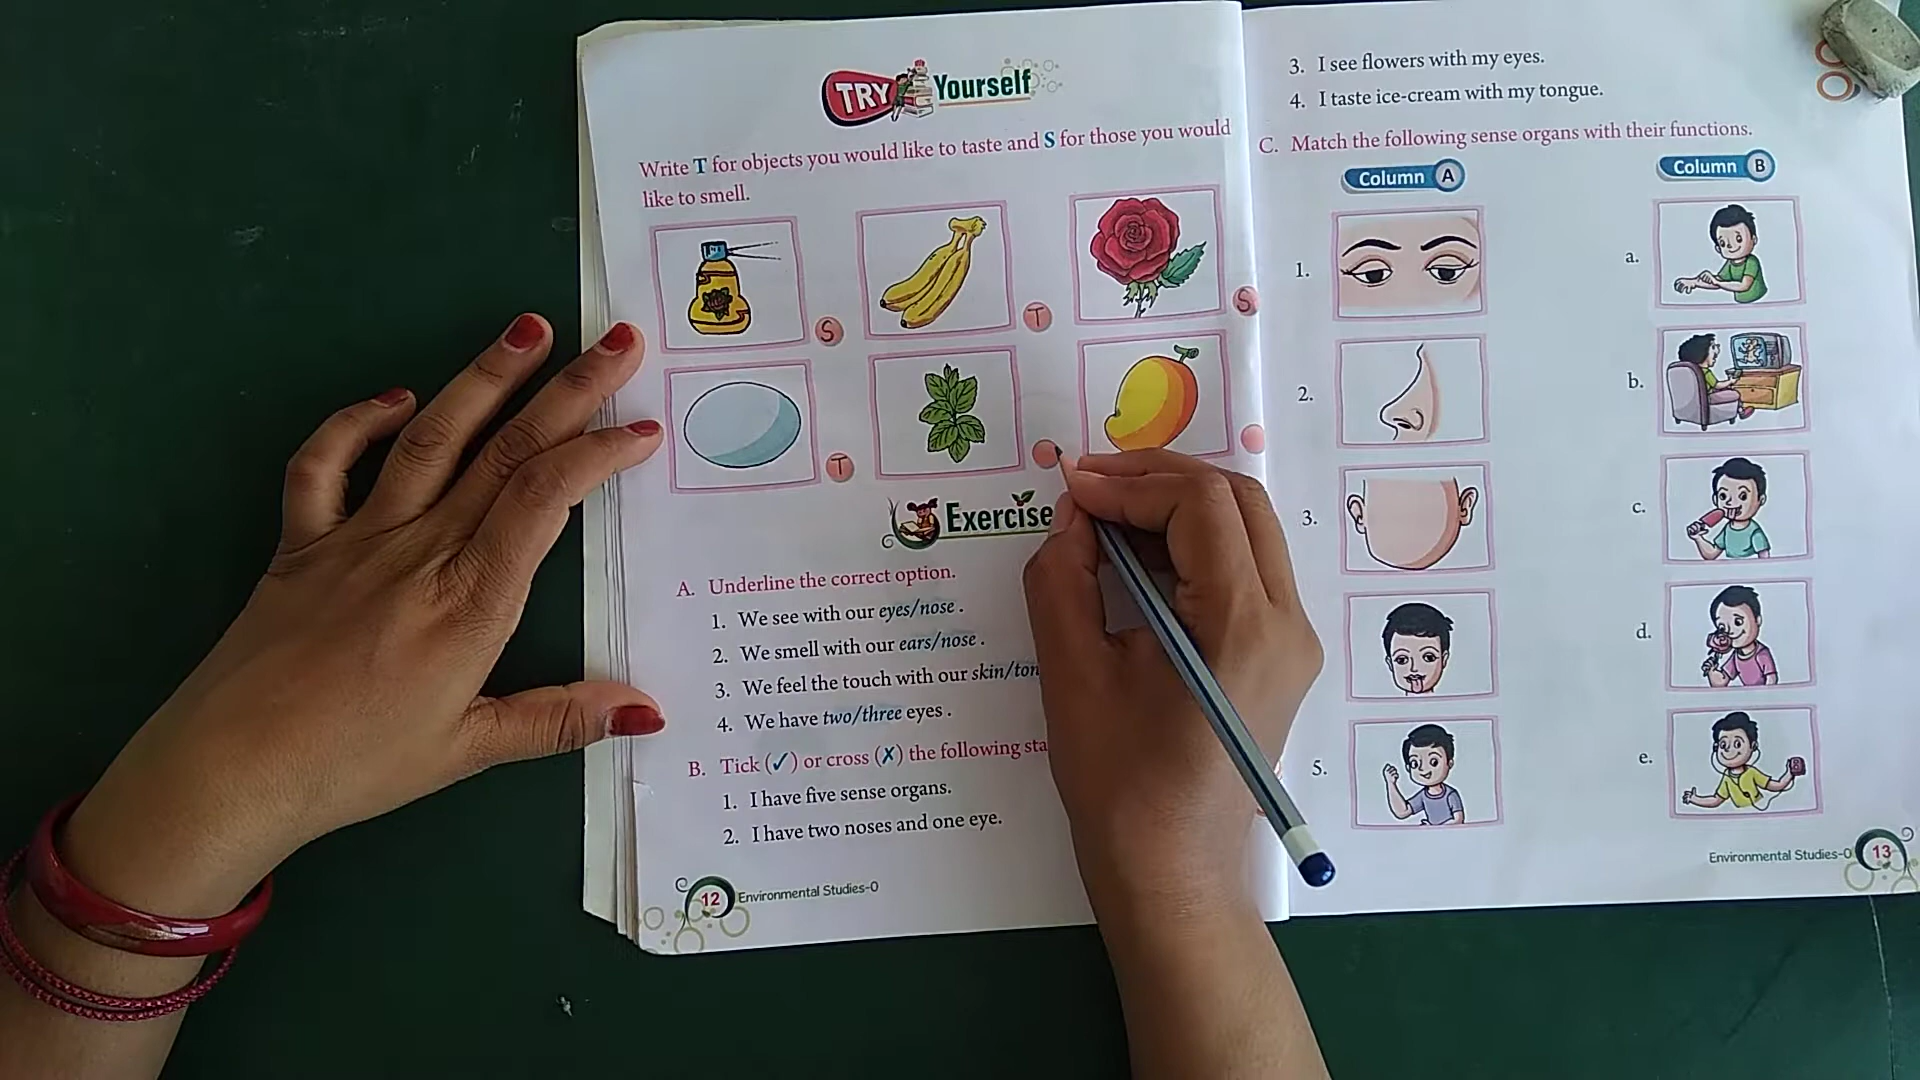 TRY Yourself
Write T for objects you would like to taste and S for those you would
like to smell.
S
T
S
T
Exercise
A. Underline the correct option.
1. We see with our eyes/nose .
2. We smell with our ears/nose .
3. We feel the touch with our skin/
4. We have two/three eyes .
B. Tick (✓) or cross (✗) the following
1. I have five sense organs.
2. I have two noses and one eye.
12 Environmental Studies-0
3. I see flowers with my eyes.
4. I taste ice-cream with my tongue.
C. Match the following sense organs with their functions.
Column A
Column B
1.
a.
2.
b.
3.
c.
d.
5.
e.
Environmental Studies-0 13